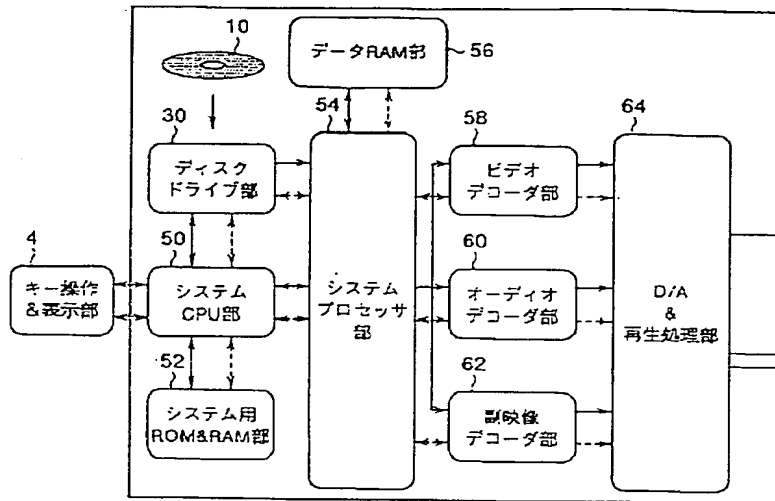 10
データRAM部
56
54
30
ディスク
ドライブ部
58
ビデオ
デコーダ部
64
4
キー操作
&表示部
50
システム
CPU部
システム
プロセッサ
部
60
オーディオ
デコーダ部
D/A
&
再生処理部
52
システム用
ROM&RAM部
62
副映像
デコーダ部